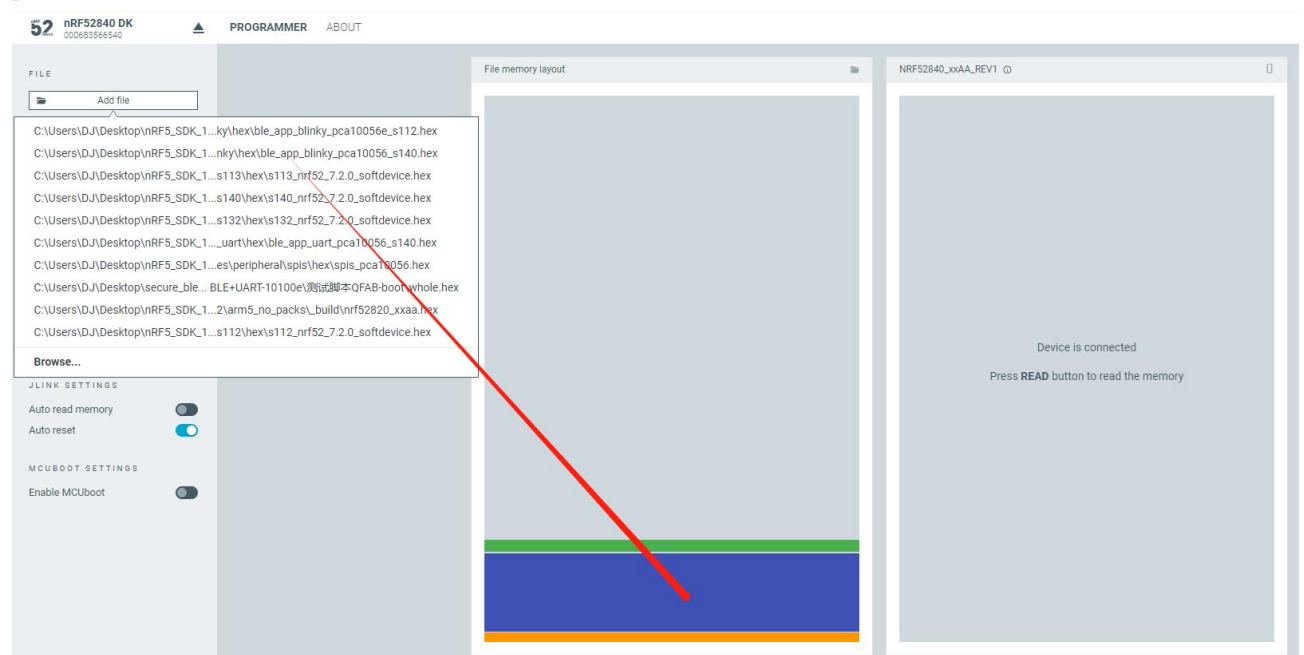 52
nRF52840 DK
000683566540
PROGRAMMER ABOUT
FILE
Add file
C:\Users\DJ\Desktop\nRF5_SDK_1...ky\hex\ble_app_blinky_pca10056e_s112.hex
C:\Users\DJ\Desktop\nRF5_SDK_1...nky\hex\ble_app_blinky_pca10056_s140.hex
C:\Users\DJ\Desktop\nRF5_SDK_1...s113\hex\s113_nrf52_7.2.0_softdevice.hex
C:\Users\DJ\Desktop\nRF5_SDK_1...s140\hex\s140_nrf52_7.2.0_softdevice.hex
C:\Users\DJ\Desktop\nRF5_SDK_1...s132\hex\s132_nrf52_7.2.0_softdevice.hex
C:\Users\DJ\Desktop\nRF5_SDK_1..._uart\hex\ble_app_uart_pca10056_s140.hex
C:\Users\DJ\Desktop\nRF5_SDK_1...es\peripheral\spis\hex\spis_pca10056.hex
C:\Users\DJ\Desktop\secure_ble... BLE+UART-10100e\测试脚本QFAB-boot\whole.hex
C:\Users\DJ\Desktop\nRF5_SDK_1...2\arm5_no_packs\_build\nrf52820_xxaa.hex
C:\Users\DJ\Desktop\nRF5_SDK_1...s112\hex\s112_nrf52_7.2.0_softdevice.hex
Browse...
JLINK SETTINGS
Auto read memory
Auto reset
MCUBOOT SETTINGS
Enable MCUboot
File memory layout
NRF52840_xxAA_REV1
Device is connected
Press READ button to read the memory